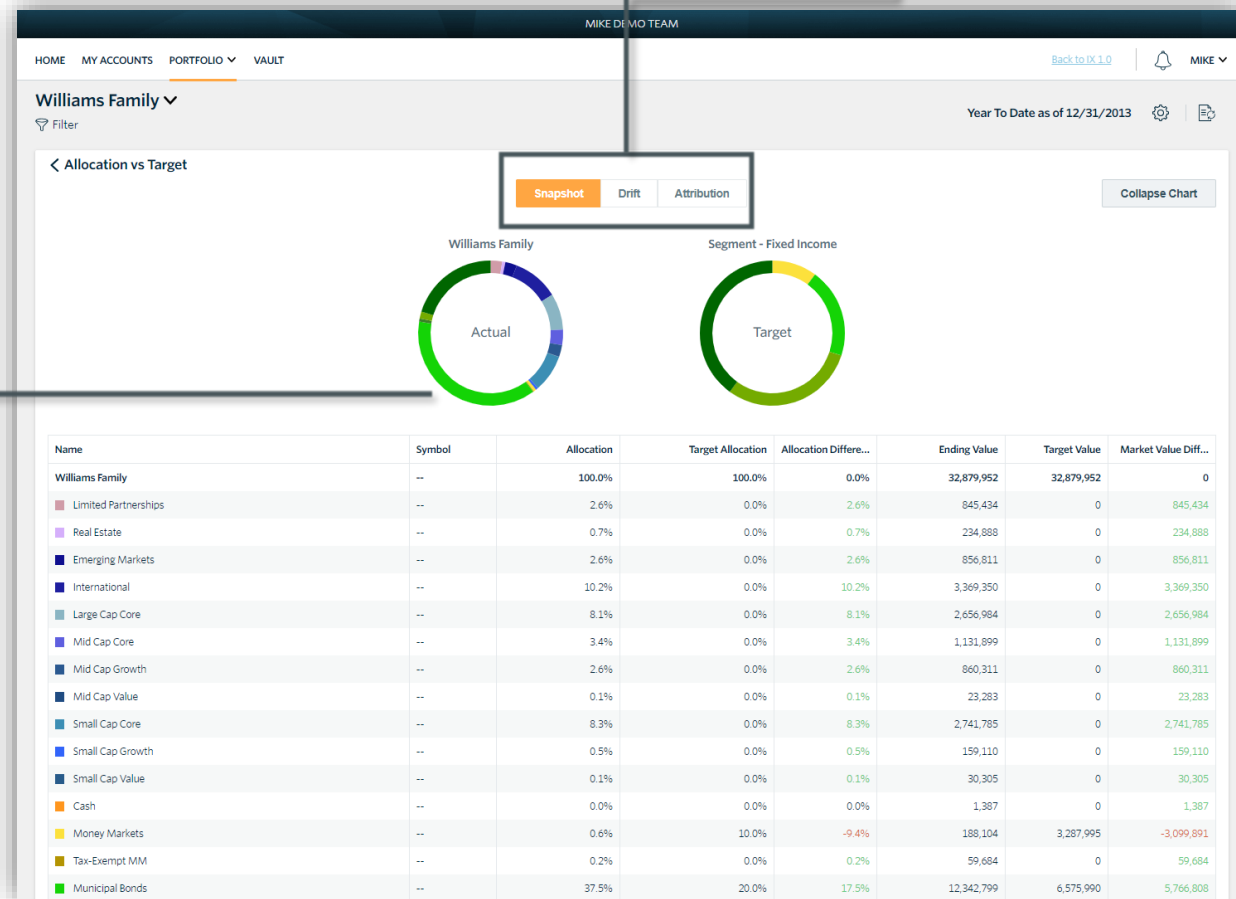 MIKE DEMO TEAM
HOME MY ACCOUNTS PORTFOLIO VAULT Back to IX 1.0 MIKE
Williams Family
Filter
Year To Date as of 12/31/2013
Allocation vs Target
Snapshot Drift Attribution
Collapse Chart
Williams Family Segment - Fixed Income
Actual Target
Name Symbol Allocation Target Allocation Allocation Differe... Ending Value Target Value Market Value Diff...
Williams Family -- 100.0% 100.0% 0.0% 32,879,952 32,879,952 0
Limited Partnerships -- 2.6% 0.0% 2.6% 845,434 0 845,434
Real Estate -- 0.7% 0.0% 0.7% 234,888 0 234,888
Emerging Markets -- 2.6% 0.0% 2.6% 856,811 0 856,811
International -- 10.2% 0.0% 10.2% 3,369,350 0 3,369,350
Large Cap Core -- 8.1% 0.0% 8.1% 2,656,984 0 2,656,984
Mid Cap Core -- 3.4% 0.0% 3.4% 1,131,899 0 1,131,899
Mid Cap Growth -- 2.6% 0.0% 2.6% 860,311 0 860,311
Mid Cap Value -- 0.1% 0.0% 0.1% 23,283 0 23,283
Small Cap Core -- 8.3% 0.0% 8.3% 2,741,785 0 2,741,785
Small Cap Growth -- 0.5% 0.0% 0.5% 159,110 0 159,110
Small Cap Value -- 0.1% 0.0% 0.1% 30,305 0 30,305
Cash -- 0.0% 0.0% 0.0% 1,387 0 1,387
Money Markets -- 0.6% 10.0% -9.4% 188,104 3,287,995 -3,099,891
Tax-Exempt MM -- 0.2% 0.0% 0.2% 59,684 0 59,684
Municipal Bonds -- 37.5% 20.0% 17.5% 12,342,799 6,575,990 5,766,808